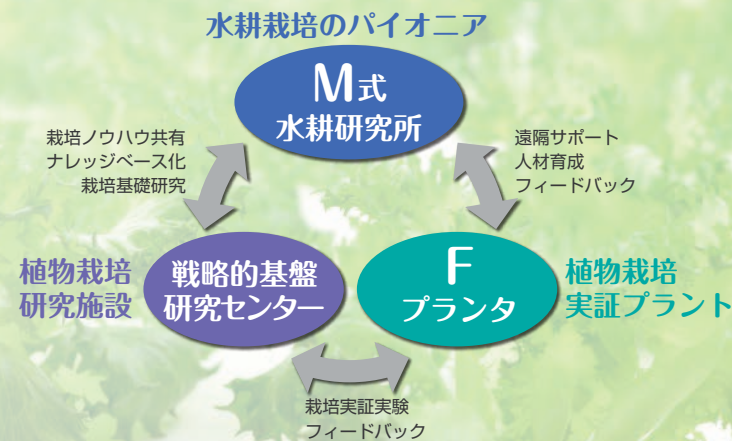 水耕栽培のパイオニア
M式
水耕研究所
栽培ノウハウ共有
ナレッジベース化
栽培基礎研究
遠隔サポート
人材育成
フィードバック
植物栽培
研究施設
戦略的基盤
研究センター
F
プランタ
植物栽培
実証プラント
栽培実証実験
フィードバック